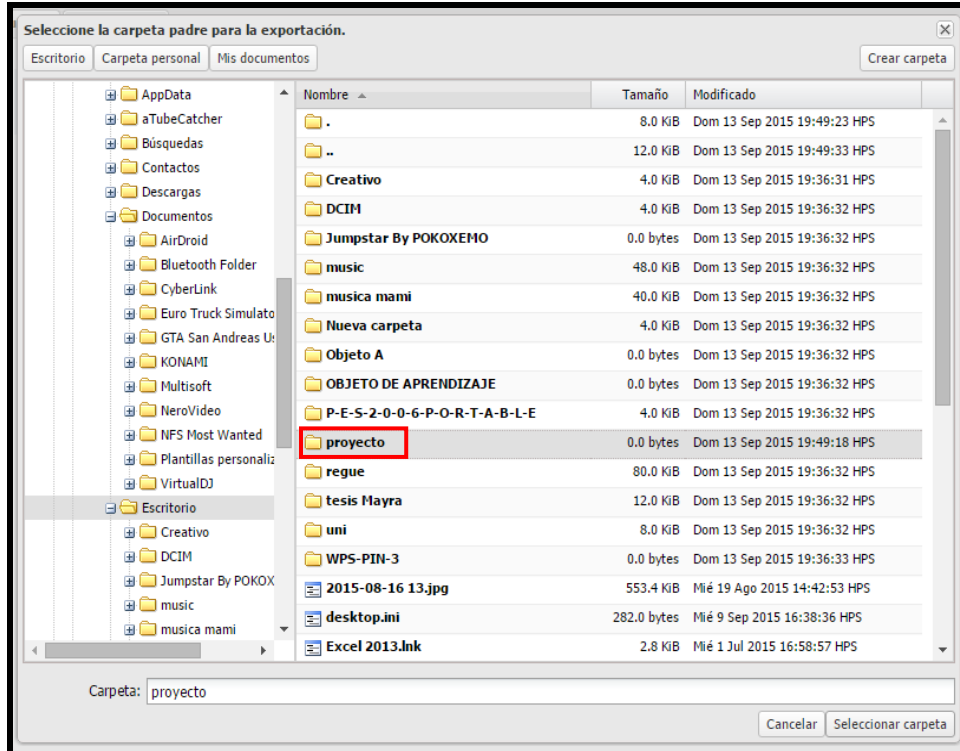 Seleccione la carpeta padre para la exportación.
Escritorio Carpeta personal Mis documentos Crear carpeta
AppData
aTubeCatcher
Búsquedas
Contactos
Descargas
Documentos
AirDroid
Bluetooth Folder
CyberLink
Euro Truck Simulato
GTA San Andreas Us
KONAMI
Multisoft
NeroVideo
NFS Most Wanted
Plantillas personaliz
VirtualDJ
Escritorio
Creativo
DCIM
Jumpstar By POKOX
music
musica mami
Nombre Tamaño Modificado
. 8.0 KiB Dom 13 Sep 2015 19:49:23 HPS
.. 12.0 KiB Dom 13 Sep 2015 19:49:33 HPS
Creativo 4.0 KiB Dom 13 Sep 2015 19:36:31 HPS
DCIM 4.0 KiB Dom 13 Sep 2015 19:36:32 HPS
Jumpstar By POKOXEMO 0.0 bytes Dom 13 Sep 2015 19:36:32 HPS
music 48.0 KiB Dom 13 Sep 2015 19:36:32 HPS
musica mami 40.0 KiB Dom 13 Sep 2015 19:36:32 HPS
Nueva carpeta 4.0 KiB Dom 13 Sep 2015 19:36:32 HPS
Objeto A 0.0 bytes Dom 13 Sep 2015 19:36:32 HPS
OBJETO DE APRENDIZAJE 0.0 bytes Dom 13 Sep 2015 19:36:32 HPS
P-E-S-2-0-0-6-P-O-R-T-A-B-L-E 4.0 KiB Dom 13 Sep 2015 19:36:32 HPS
proyecto 0.0 bytes Dom 13 Sep 2015 19:49:18 HPS
regue 80.0 KiB Dom 13 Sep 2015 19:36:32 HPS
tesis Mayra 12.0 KiB Dom 13 Sep 2015 19:36:32 HPS
uni 8.0 KiB Dom 13 Sep 2015 19:36:32 HPS
WPS-PIN-3 0.0 bytes Dom 13 Sep 2015 19:36:33 HPS
2015-08-16 13.jpg 553.4 KiB Mié 19 Ago 2015 14:42:53 HPS
desktop.ini 282.0 bytes Mié 9 Sep 2015 16:38:36 HPS
Excel 2013.lnk 2.8 KiB Mié 1 Jul 2015 16:58:57 HPS
Carpeta: proyecto
Cancelar Seleccionar carpeta